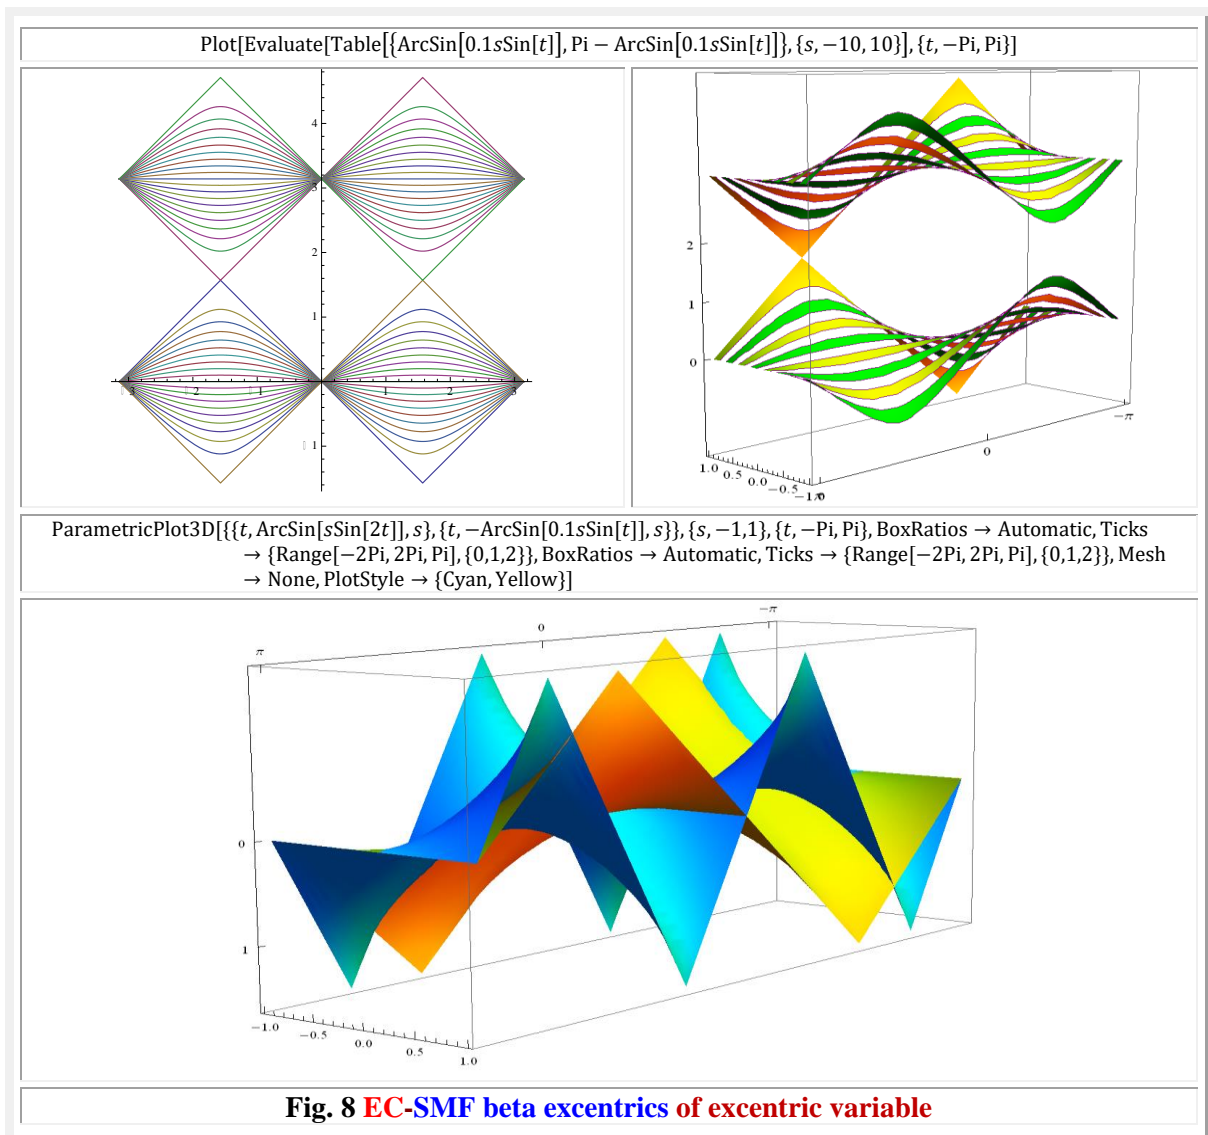 Plot[Evaluate[Table[{ArcSin[0.1sSin[t]], Pi − ArcSin[0.1sSin[t]]}, {s, −10, 10}], {t, −Pi, Pi}]
4
3
2
1
3
2
1
1
2
3
1
2
1
0
1.0 0.5 0.0 −0.5
0
−π
ParametricPlot3D[{{t, ArcSin[sSin[2t]], s}, {t, −ArcSin[0.1sSin[t]], s}}, {s, −1,1}, {t, −Pi, Pi}, BoxRatios → Automatic, Ticks
→ {Range[−2Pi, 2Pi, Pi], {0,1,2}}, BoxRatios → Automatic, Ticks → {Range[−2Pi, 2Pi, Pi], {0,1,2}}, Mesh
→ None, PlotStyle → {Cyan, Yellow}]
π
0
−π
0
1
−1.0
−0.5
0.0
0.5
1.0
Fig. 8 EC-SMF beta excentrics of excentric variable